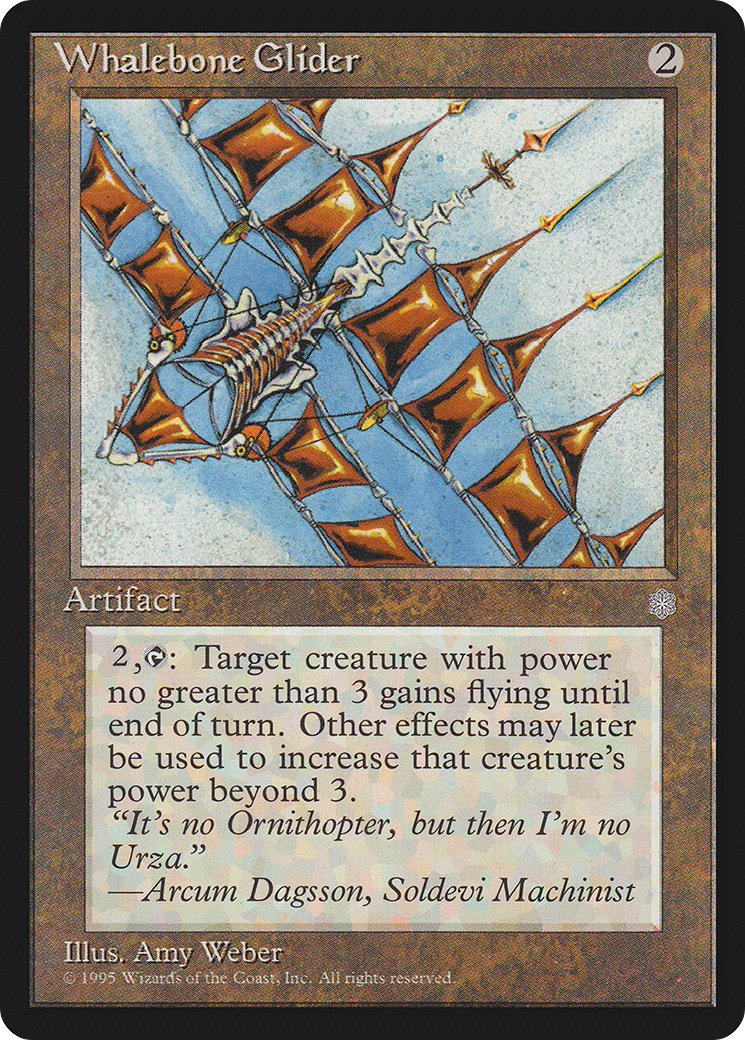 Whalebone Glider 2
Artifact
2, : Target creature with power
no greater than 3 gains flying until
end of turn. Other effects may later
be used to increase that creature's
power beyond 3.
“It's no Ornithopter, but then I'm no
Urza.”
—Arcum Dagsson, Soldevi Machinist
Illus. Amy Weber
© 1995 Wizards of the Coast, Inc. All rights reserved.